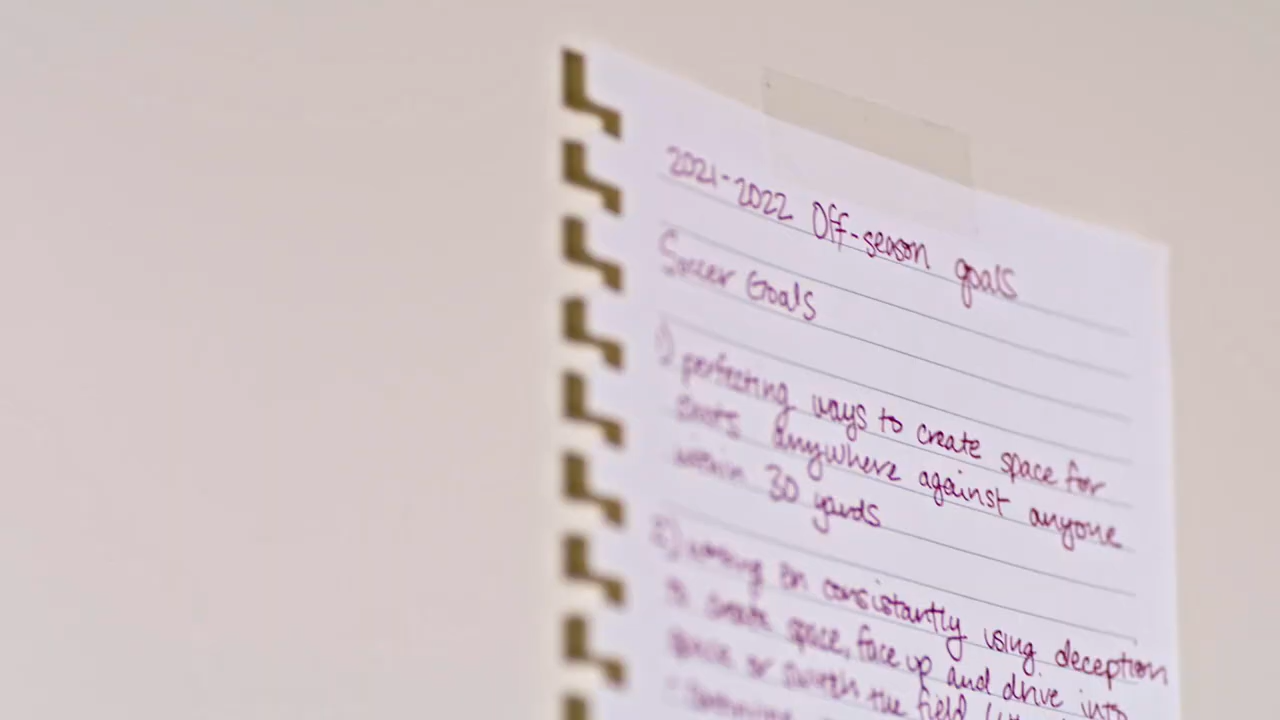 2021-2022 Off-season goals
Soccer Goals
1) perfecting ways to create space for
shots anywhere against anyone
within 30 yards
2) working on consistantly using deception
to create space, face up and drive into
space or switch the field